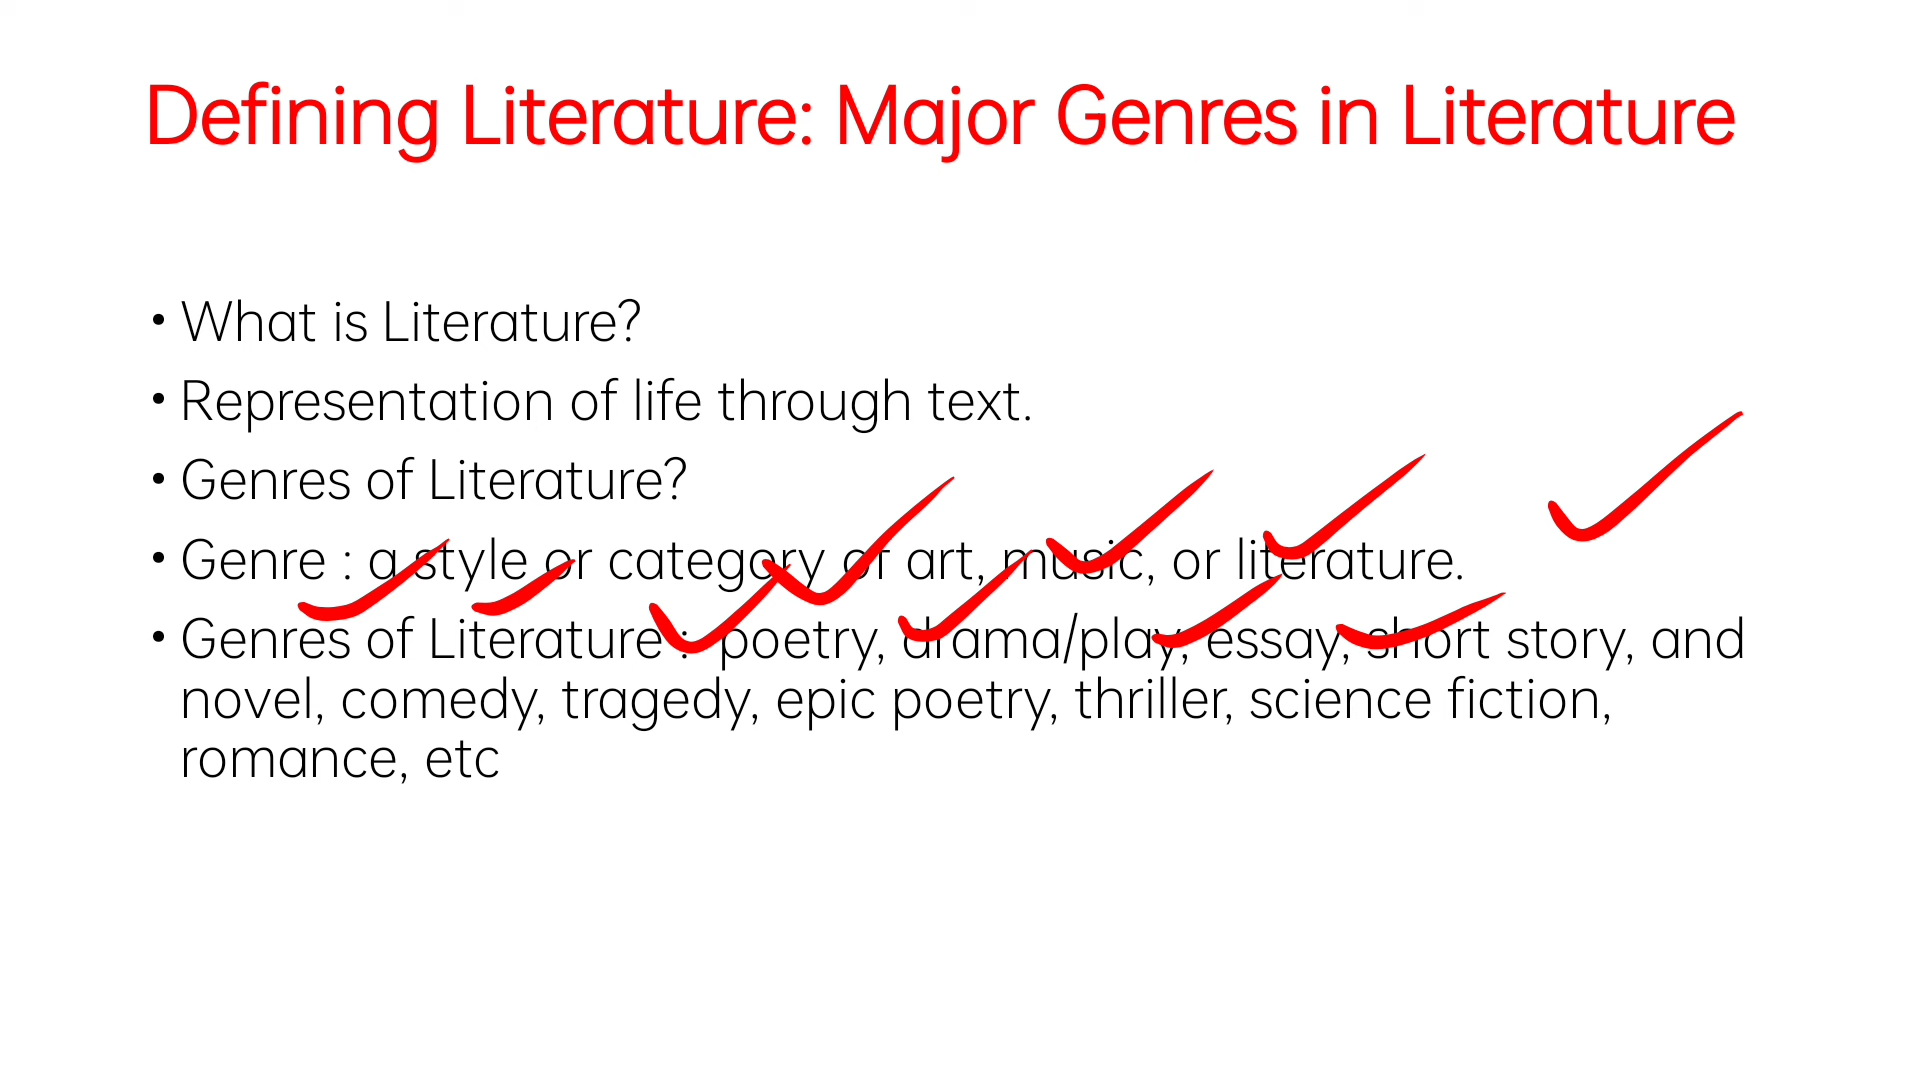 Defining Literature: Major Genres in Literature
• What is Literature?
• Representation of life through text.
• Genres of Literature?
• Genre : a style or category of art, music, or literature.
• Genres of Literature : poetry, drama/play, essay, short story, and
novel, comedy, tragedy, epic poetry, thriller, science fiction,
romance, etc